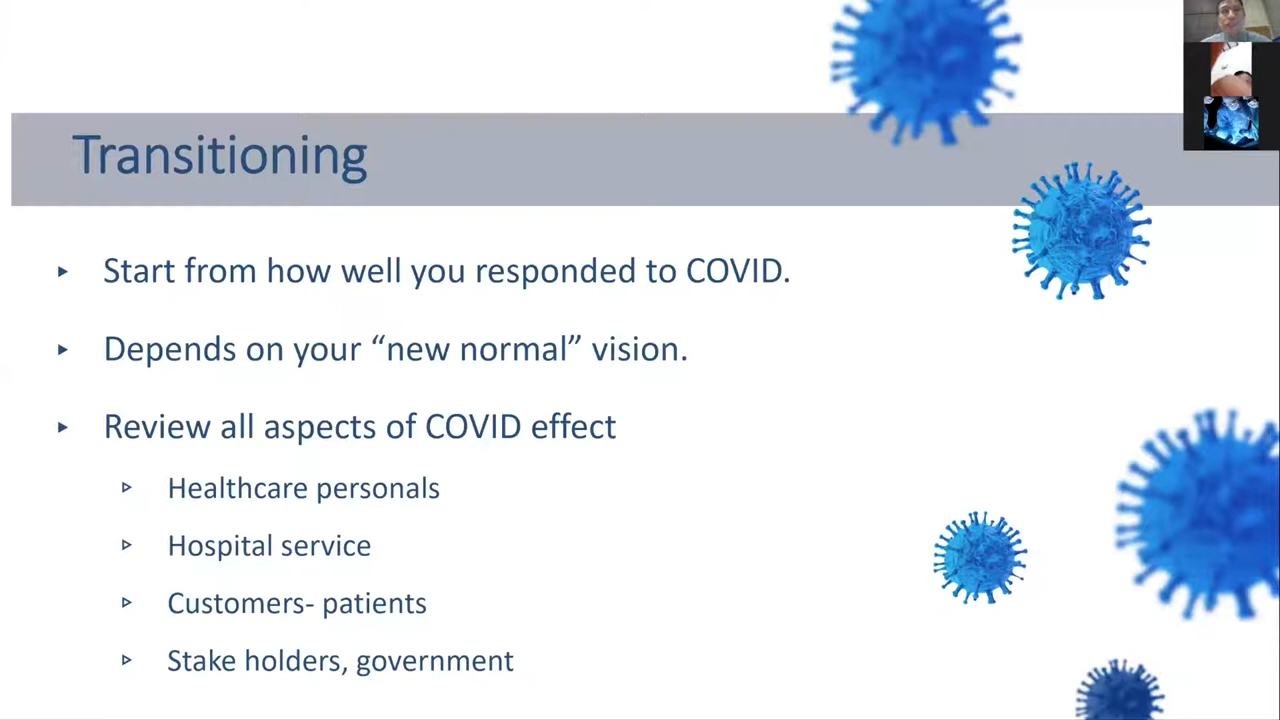 Transitioning
Start from how well you responded to COVID.
Depends on your “new normal” vision.
Review all aspects of COVID effect
Healthcare personals
Hospital service
Customers- patients
Stake holders, government